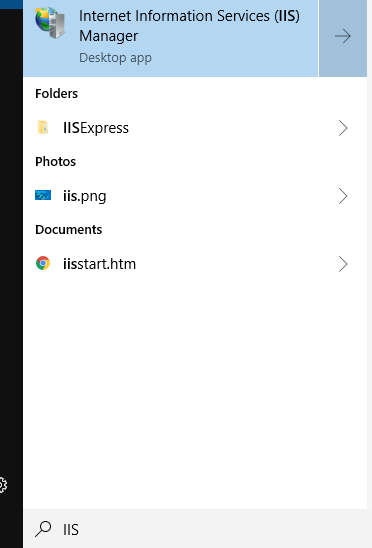 Internet Information Services (IIS)
Manager
Desktop app
Folders
IISExpress
Photos
iis.png
Documents
iisstart.htm
IIS